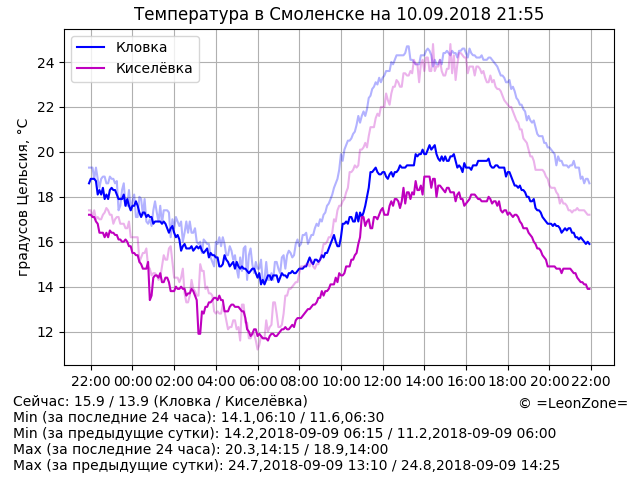 Температура в Смоленске на 10.09.2018 21:55
Кловка
Киселёвка
градусов Цельсия, °C
24
22
20
18
16
14
12
22:00 00:00 02:00 04:00 06:00 08:00 10:00 12:00 14:00 16:00 18:00 20:00 22:00
Сейчас: 15.9 / 13.9 (Кловка / Киселёвка)
© =LeonZone=
Min (за последние 24 часа): 14.1,06:10 / 11.6,06:30
Min (за предыдущие сутки): 14.2,2018-09-09 06:15 / 11.2,2018-09-09 06:00
Max (за последние 24 часа): 20.3,14:15 / 18.9,14:00
Max (за предыдущие сутки): 24.7,2018-09-09 13:10 / 24.8,2018-09-09 14:25